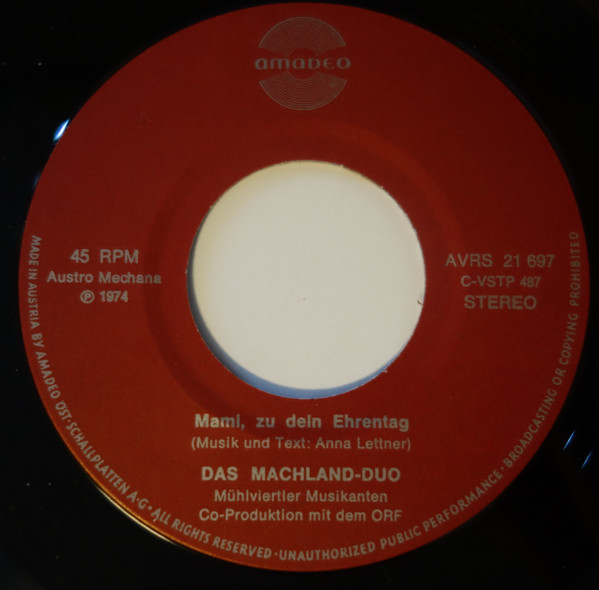 AMADEO
45 RPM
Austro Mechana
Ⓟ 1974
AVRS 21 697
C-VSTP 487
STEREO
Mami, zu dein Ehrentag
(Musik und Text: Anna Lettner)
DAS MACHLAND-DUO
Mühlviertler Musikanten
Co-Produktion mit dem ORF
MADE IN AUSTRIA BY AMADEO ÖST. SCHALLPLATTEN A·G · ALL RIGHTS RESERVED · UNAUTHORIZED PUBLIC PERFORMANCE · BROADCASTING OR COPYING PROHIBITED